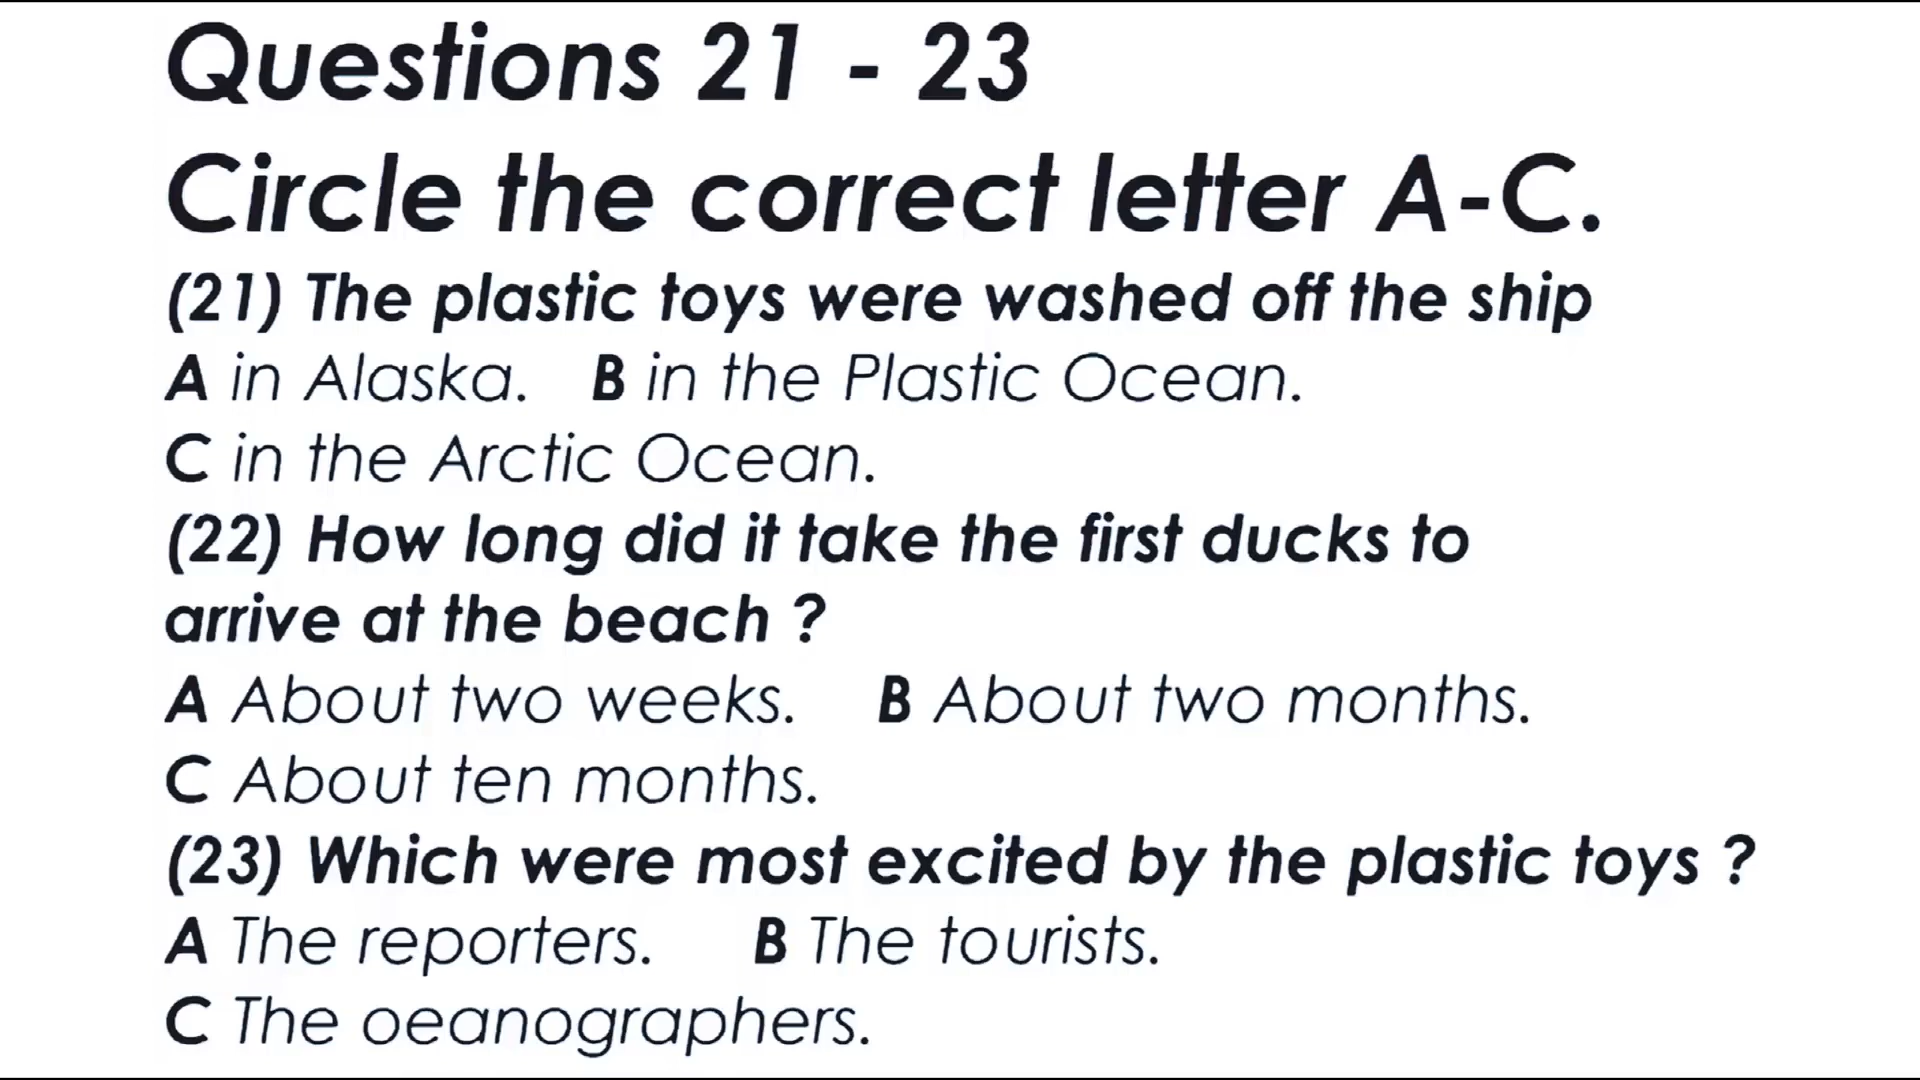 Questions 21 - 23
Circle the correct letter A-C.
(21) The plastic toys were washed off the ship
A in Alaska. B in the Plastic Ocean.
C in the Arctic Ocean.
(22) How long did it take the first ducks to
arrive at the beach ?
A About two weeks. B About two months.
C About ten months.
(23) Which were most excited by the plastic toys ?
A The reporters. B The tourists.
C The oeanographers.